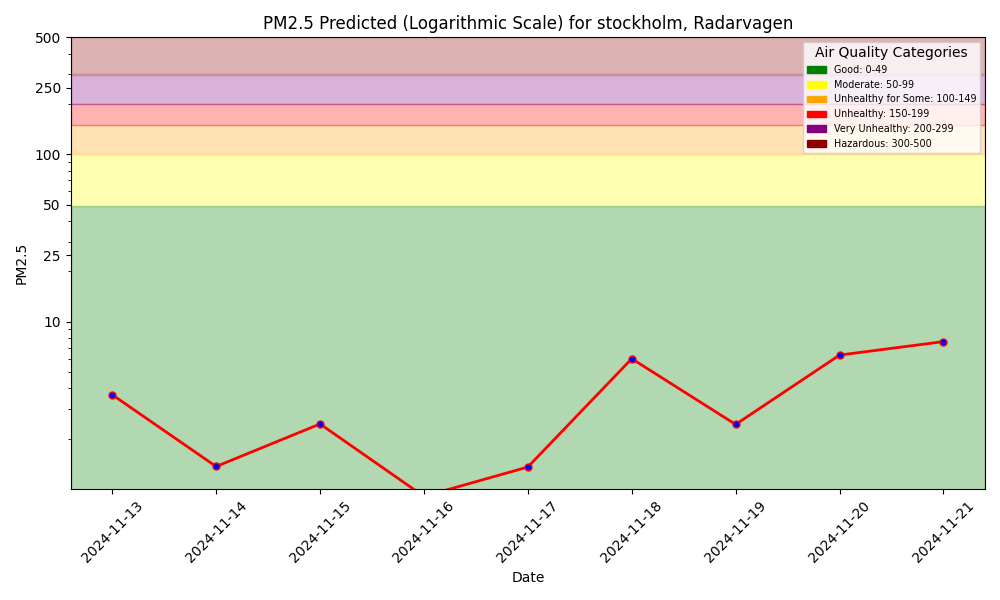 PM2.5 Predicted (Logarithmic Scale) for stockholm, Radarvagen
500
250
100
50
25
10
PM2.5
Air Quality Categories
Good: 0-49
Moderate: 50-99
Unhealthy for Some: 100-149
Unhealthy: 150-199
Very Unhealthy: 200-299
Hazardous: 300-500
2024-11-13
2024-11-14
2024-11-15
2024-11-16
2024-11-17
2024-11-18
2024-11-19
2024-11-20
2024-11-21
Date